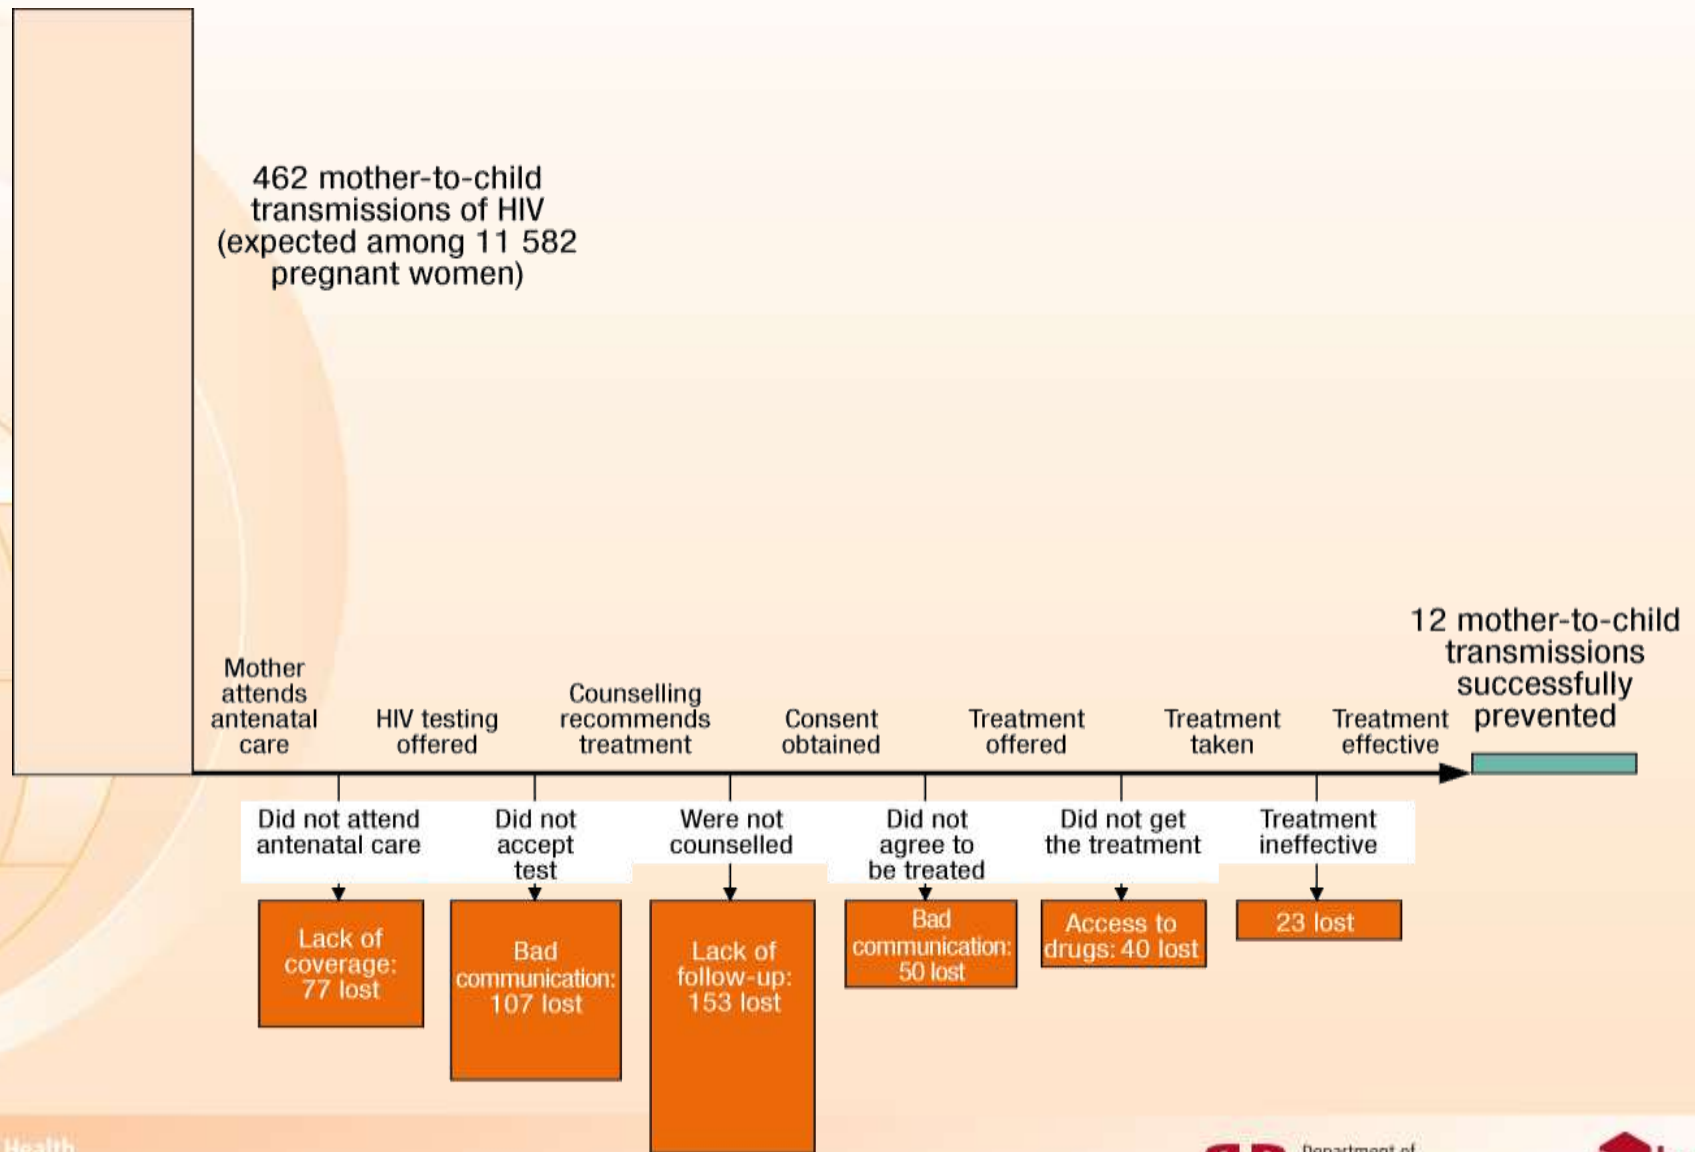 462 mother-to-child
transmissions of HIV
(expected among 11 582
pregnant women)
12 mother-to-child
transmissions
successfully
prevented
Mother
attends
antenatal
care
HIV testing
offered
Counselling
recommends
treatment
Consent
obtained
Treatment
offered
Treatment
taken
Treatment
effective
Did not attend
antenatal care
Did not
accept
test
Were not
counselled
Did not
agree to
be treated
Did not get
the treatment
Treatment
ineffective
Lack of
coverage:
77 lost
Bad
communication:
107 lost
Lack of
follow-up:
153 lost
Bad
communication:
50 lost
Access to
drugs: 40 lost
23 lost
Health
Department of